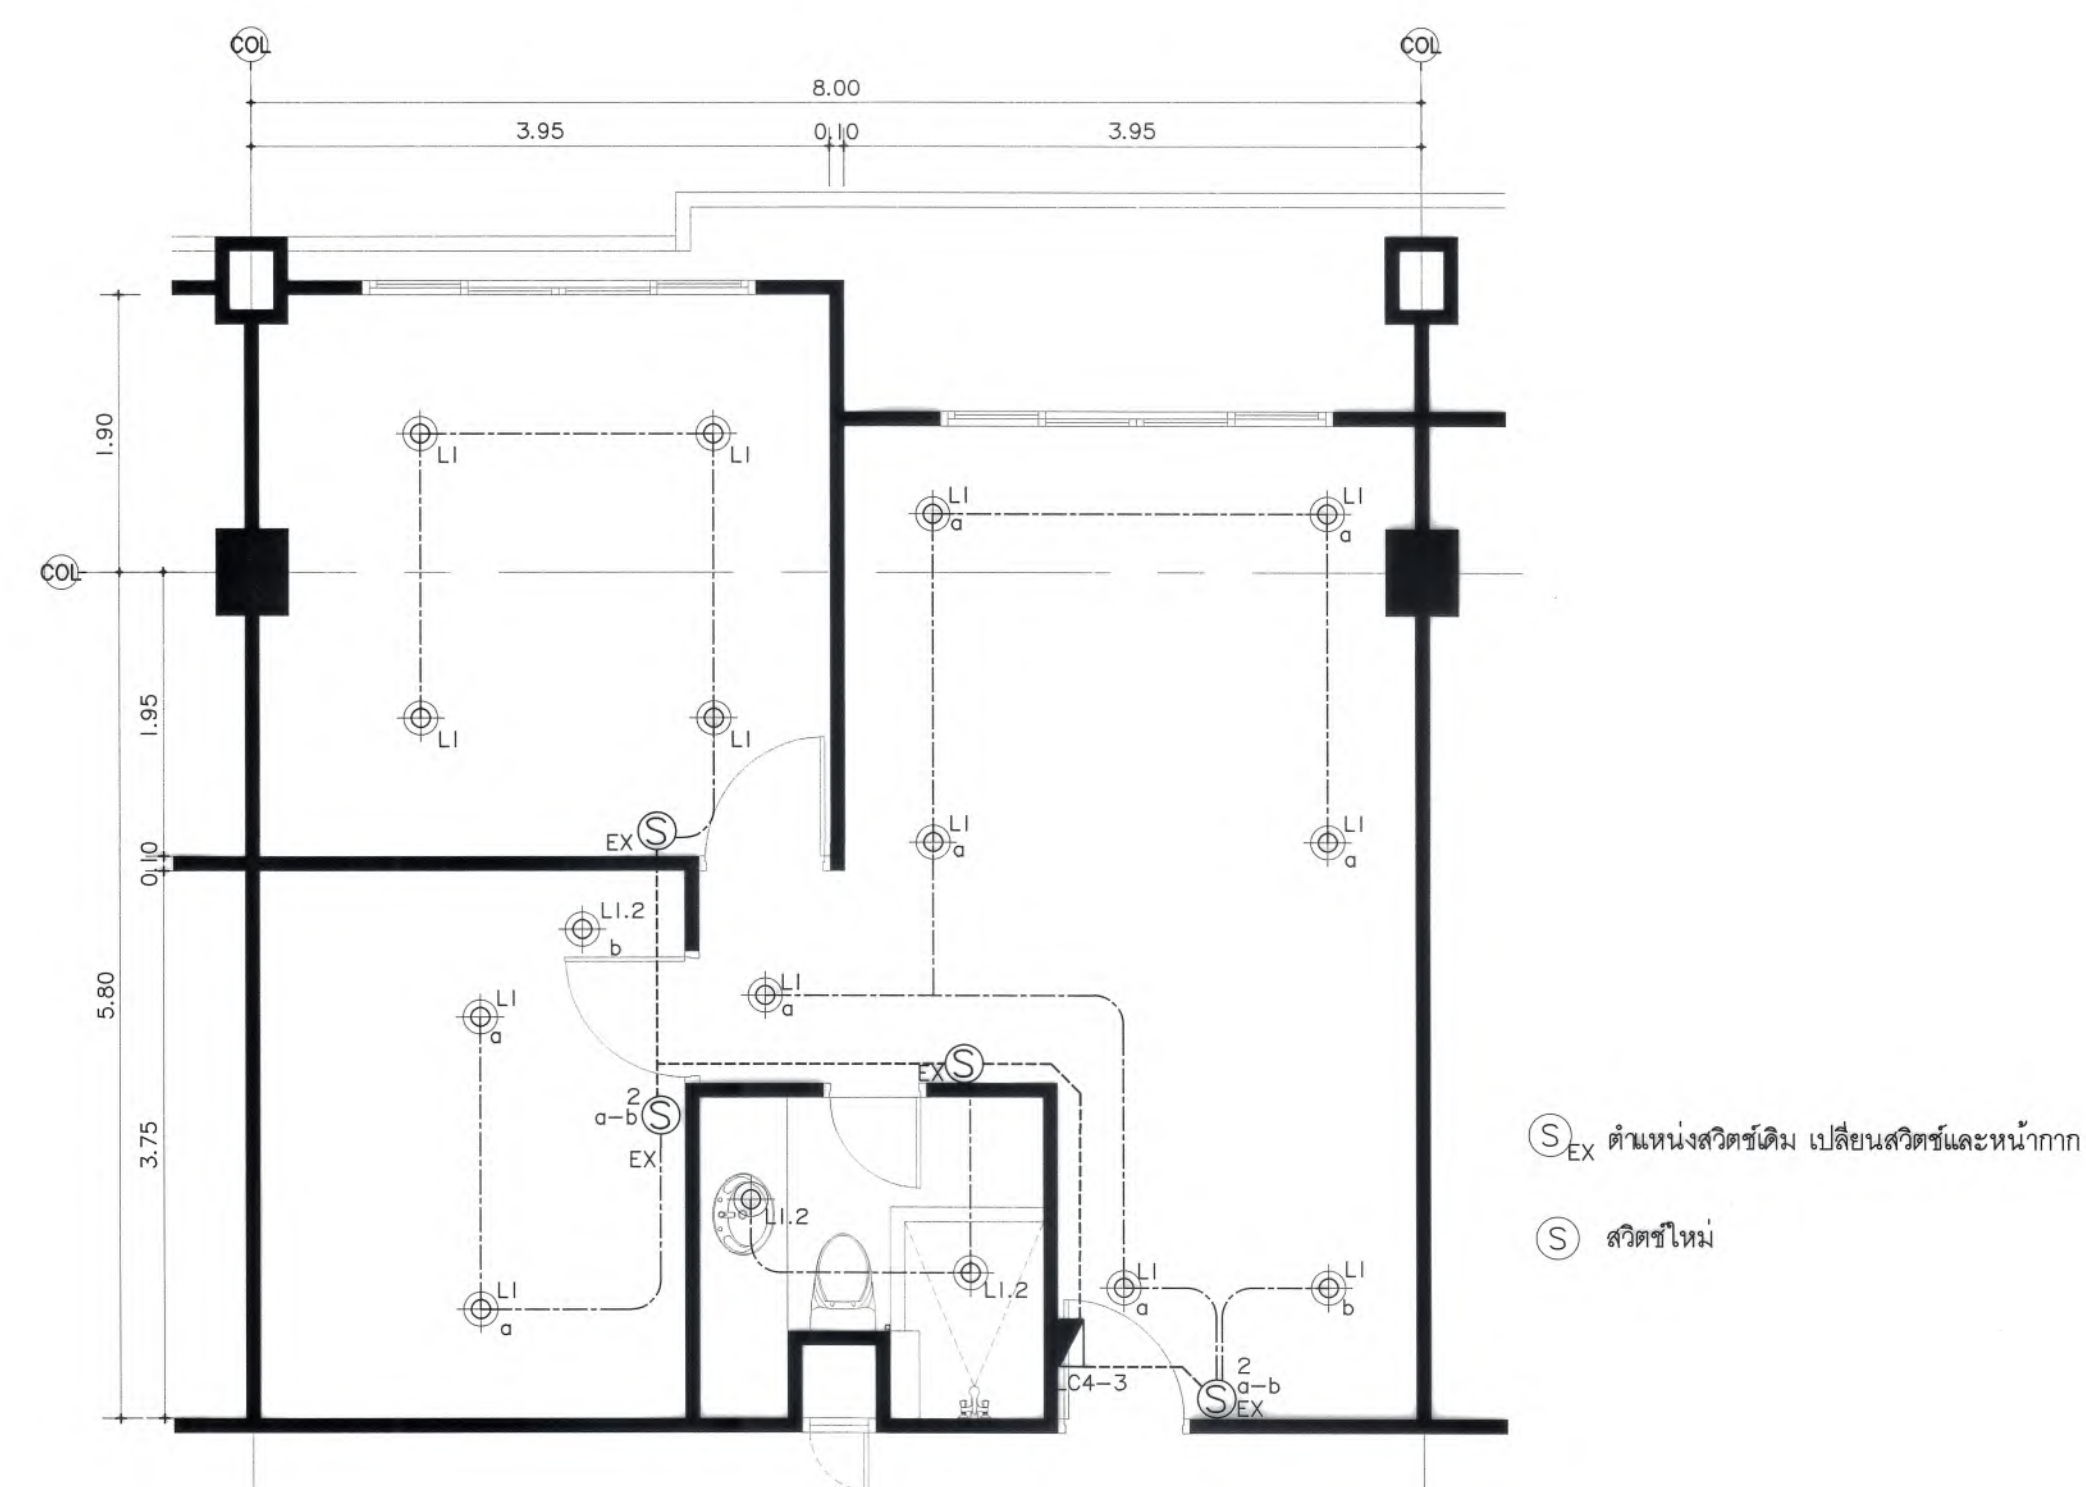 COL
COL
8.00
3.95
0.10
3.95
1.90
L1
L1
L1
a
L1
a
COL
1.95
L1
L1
L1
a
L1
a
EX
S
0.10
L1.2
b
5.80
L1
a
L1
a
EX
S
3.75
2
a-b
S
EX
L1.2
L1.2
L1
a
L1
a
L1
b
LC4-3
2
a-b
S
EX
S
EX ตำแหน่งสวิตช์เดิม เปลี่ยนสวิตช์และหน้ากาก
S สวิตช์ใหม่